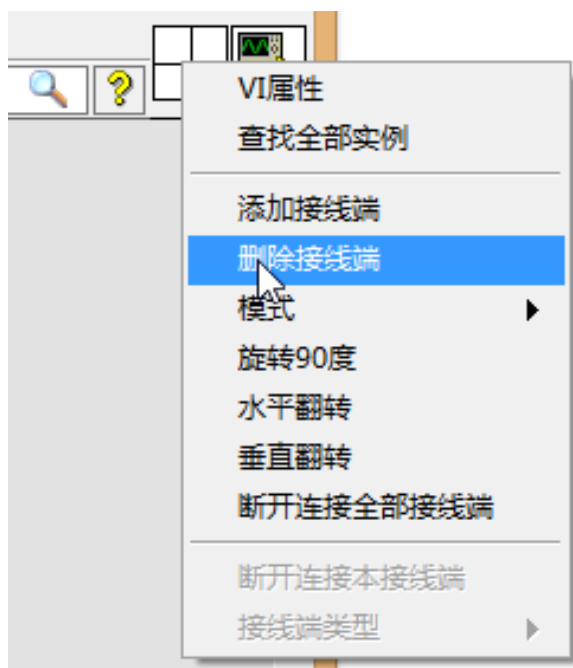 ?
VI属性
查找全部实例
添加接线端
删除接线端
模式
旋转90度
水平翻转
垂直翻转
断开连接全部接线端
断开连接本接线端
接线端类型